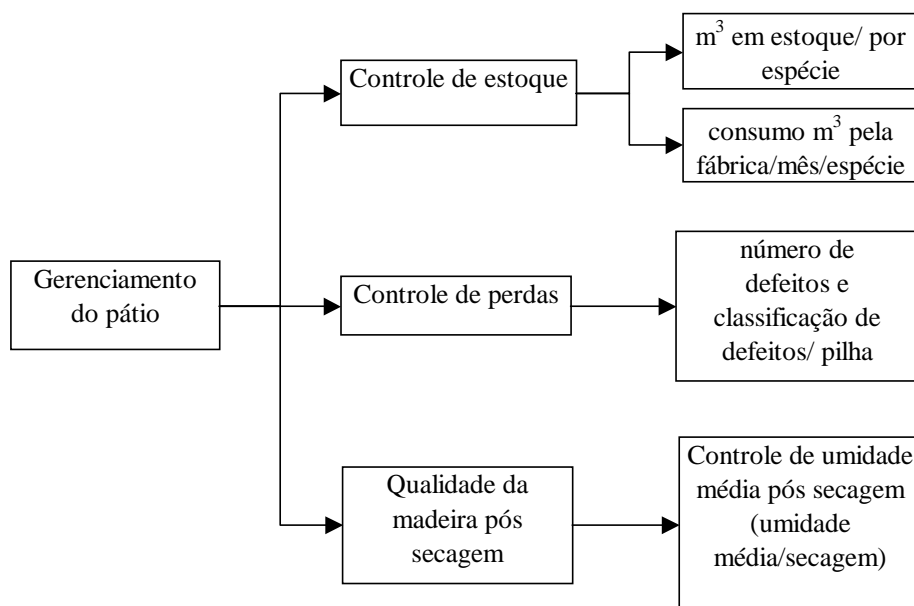 Gerenciamento
do pátio
Controle de estoque
m³ em estoque/ por
espécie
consumo m³ pela
fábrica/mês/espécie
Controle de perdas
número de
defeitos e
classificação de
defeitos/ pilha
Qualidade da
madeira pós
secagem
Controle de umidade
média pós secagem
(umidade
média/secagem)